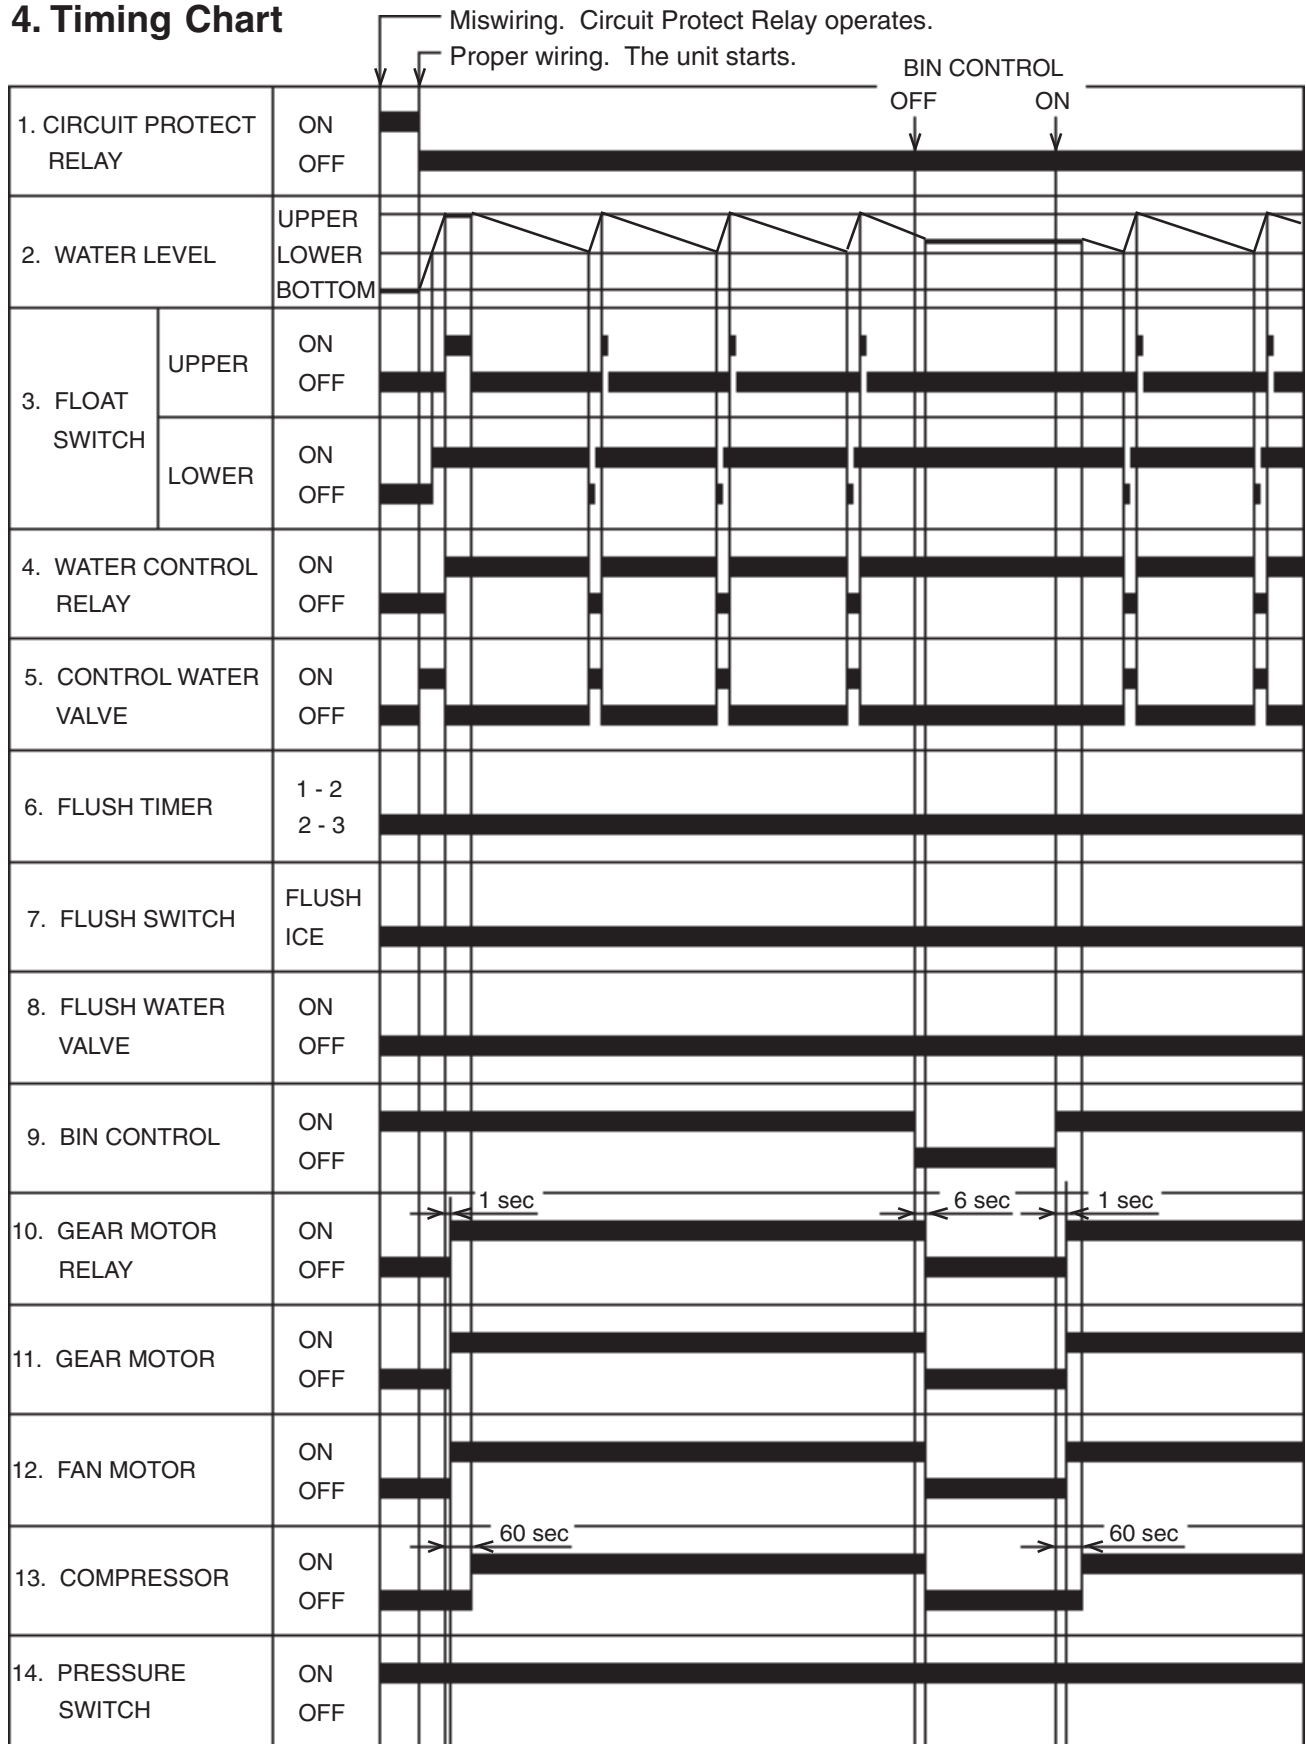 4. Timing Chart
Miswiring. Circuit Protect Relay operates.
Proper wiring. The unit starts.
BIN CONTROL
OFF ON
1. CIRCUIT PROTECT
RELAY
ON
OFF
2. WATER LEVEL
UPPER
LOWER
BOTTOM
3. FLOAT
SWITCH
UPPER
ON
OFF
LOWER
ON
OFF
4. WATER CONTROL
RELAY
ON
OFF
5. CONTROL WATER
VALVE
ON
OFF
6. FLUSH TIMER
1 - 2
2 - 3
7. FLUSH SWITCH
FLUSH
ICE
8. FLUSH WATER
VALVE
ON
OFF
9. BIN CONTROL
ON
OFF
10. GEAR MOTOR
RELAY
ON
OFF
1 sec 6 sec 1 sec
11. GEAR MOTOR
ON
OFF
12. FAN MOTOR
ON
OFF
13. COMPRESSOR
ON
OFF
60 sec 60 sec
14. PRESSURE
SWITCH
ON
OFF